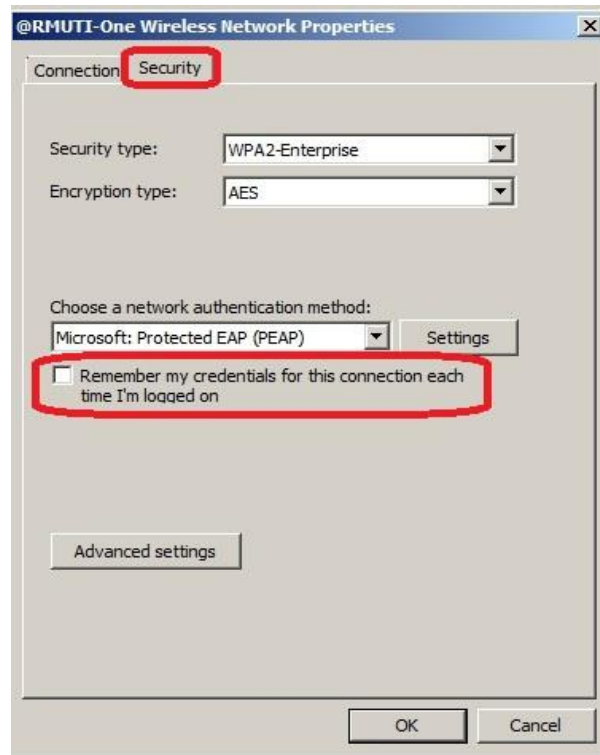 @RMUTI-One Wireless Network Properties
Connection
Security
Security type:
WPA2-Enterprise
Encryption type:
AES
Choose a network authentication method:
Microsoft: Protected EAP (PEAP)
Settings
Remember my credentials for this connection each
time I'm logged on
Advanced settings
OK
Cancel